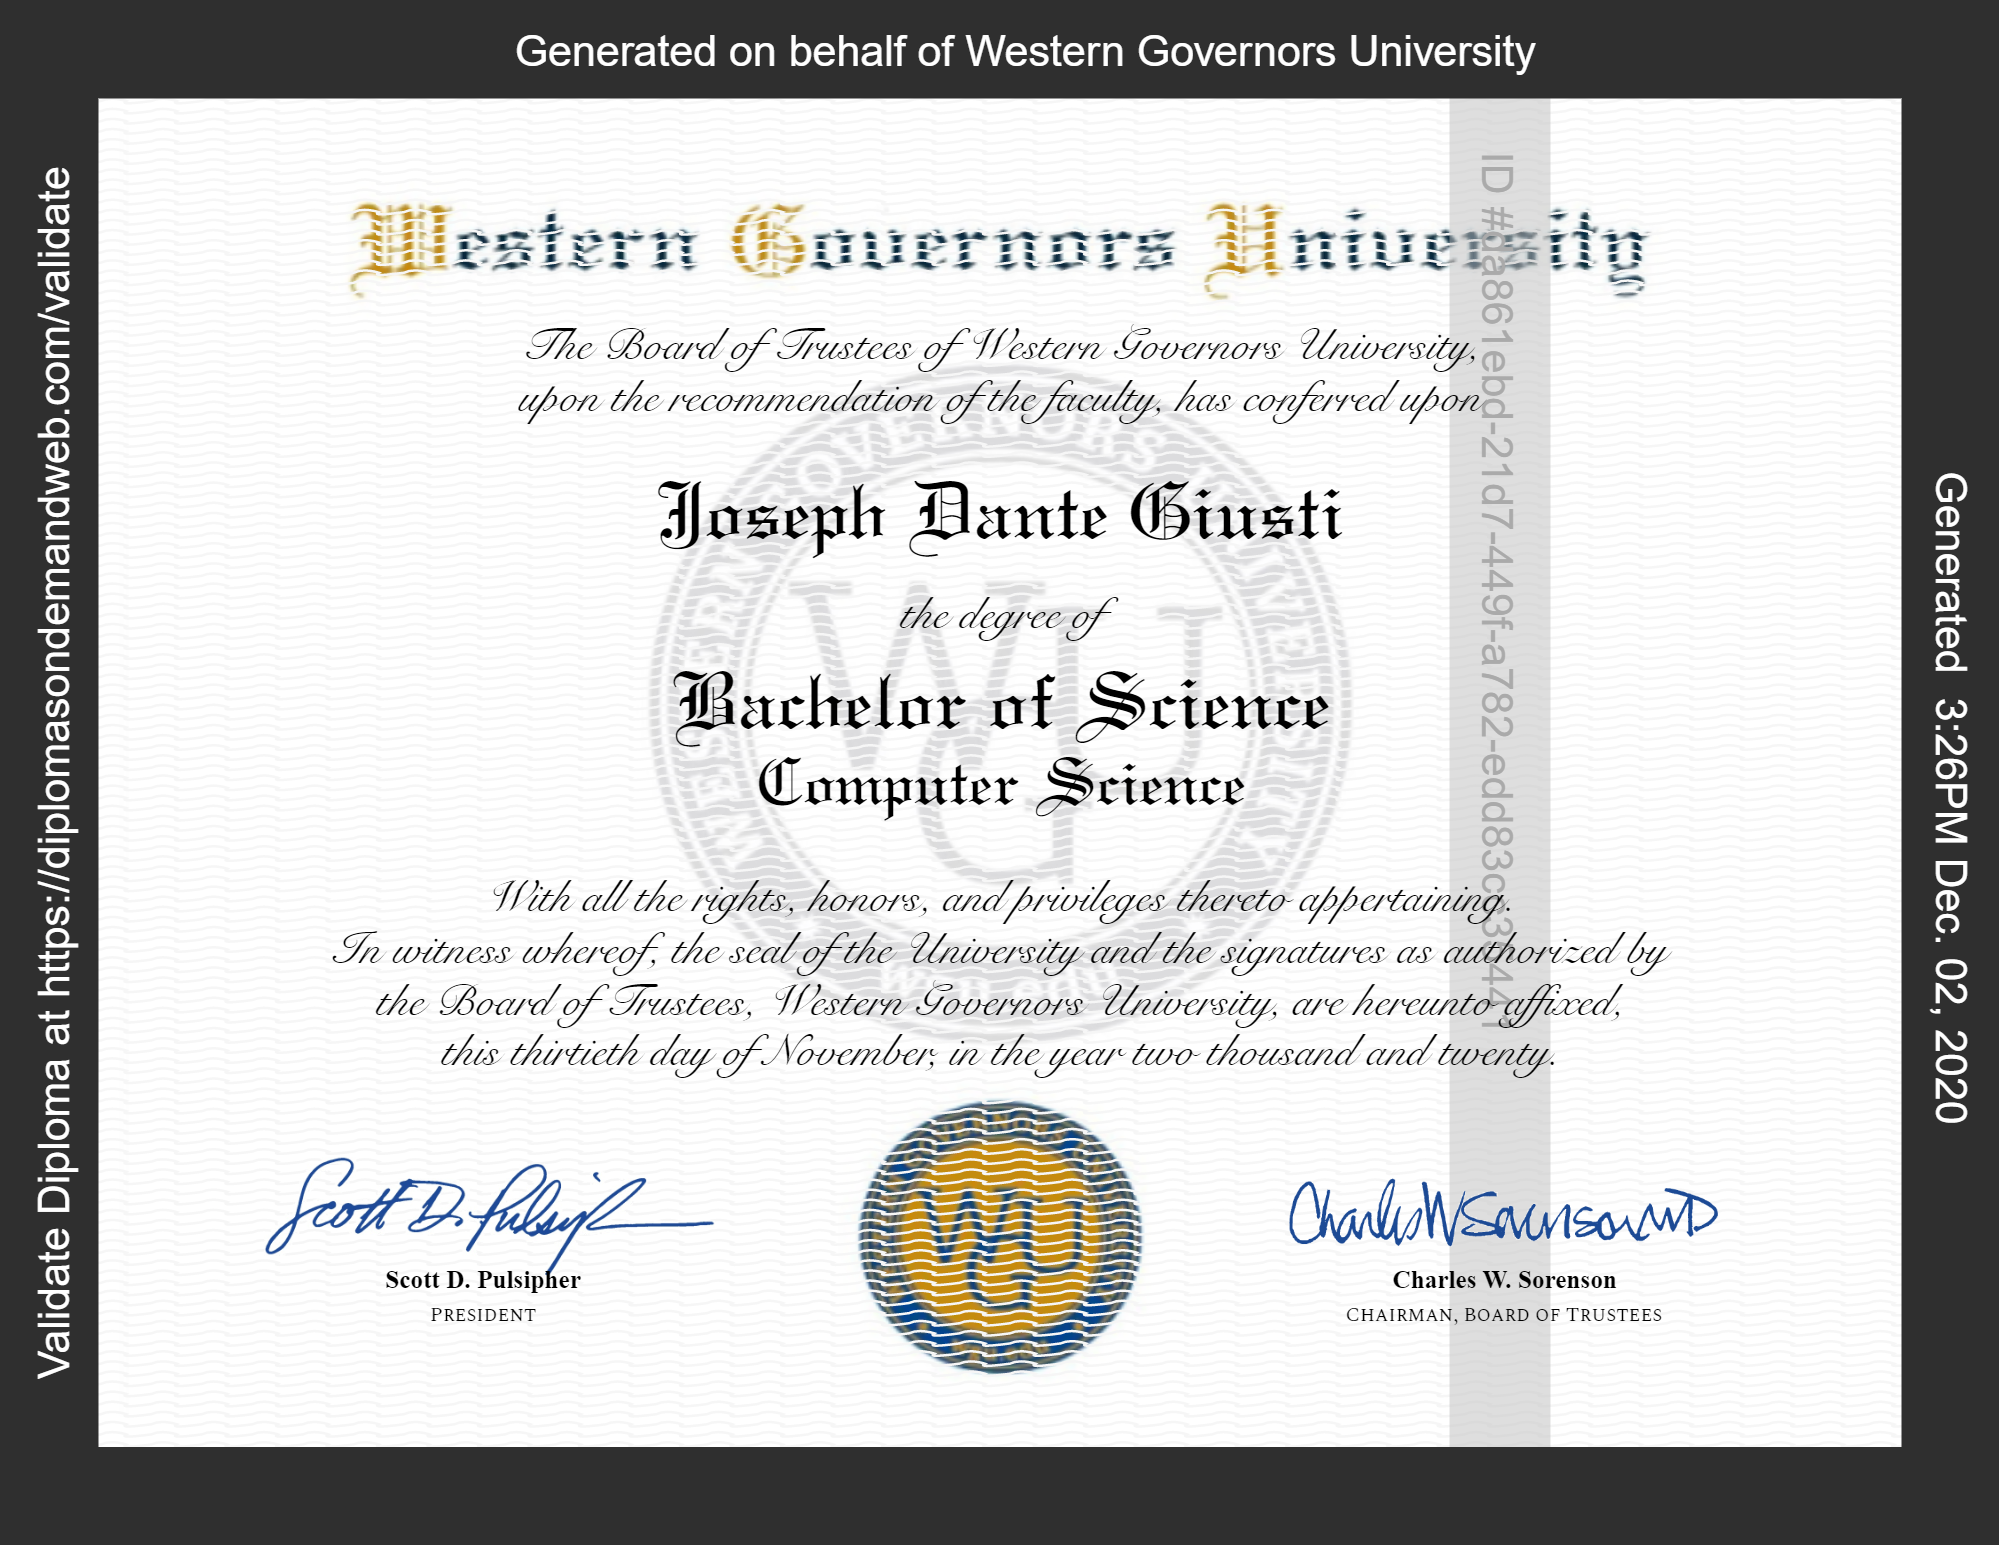 Generated on behalf of Western Governors University
Validate Diploma at https://diplomasondemandweb.com/validate
Western Governors University
The Board of Trustees of Western Governors University,
upon the recommendation of the faculty, has conferred upon
Joseph Dante Giusti
the degree of
Bachelor of Science
Computer Science
With all the rights, honors, and privileges thereto appertaining.
In witness whereof, the seal of the University and the signatures as authorized by
the Board of Trustees, Western Governors University, are hereunto affixed,
this thirtieth day of November, in the year two thousand and twenty.
Scott D. Pulsipher
Scott D. Pulsipher
PRESIDENT
WGU
Charles W Sorenson MD
Charles W. Sorenson
CHAIRMAN, BOARD OF TRUSTEES
WESTERN GOVERNORS UNIVERSITY
WGU
ID
Generated 3:26PM Dec. 02, 2020